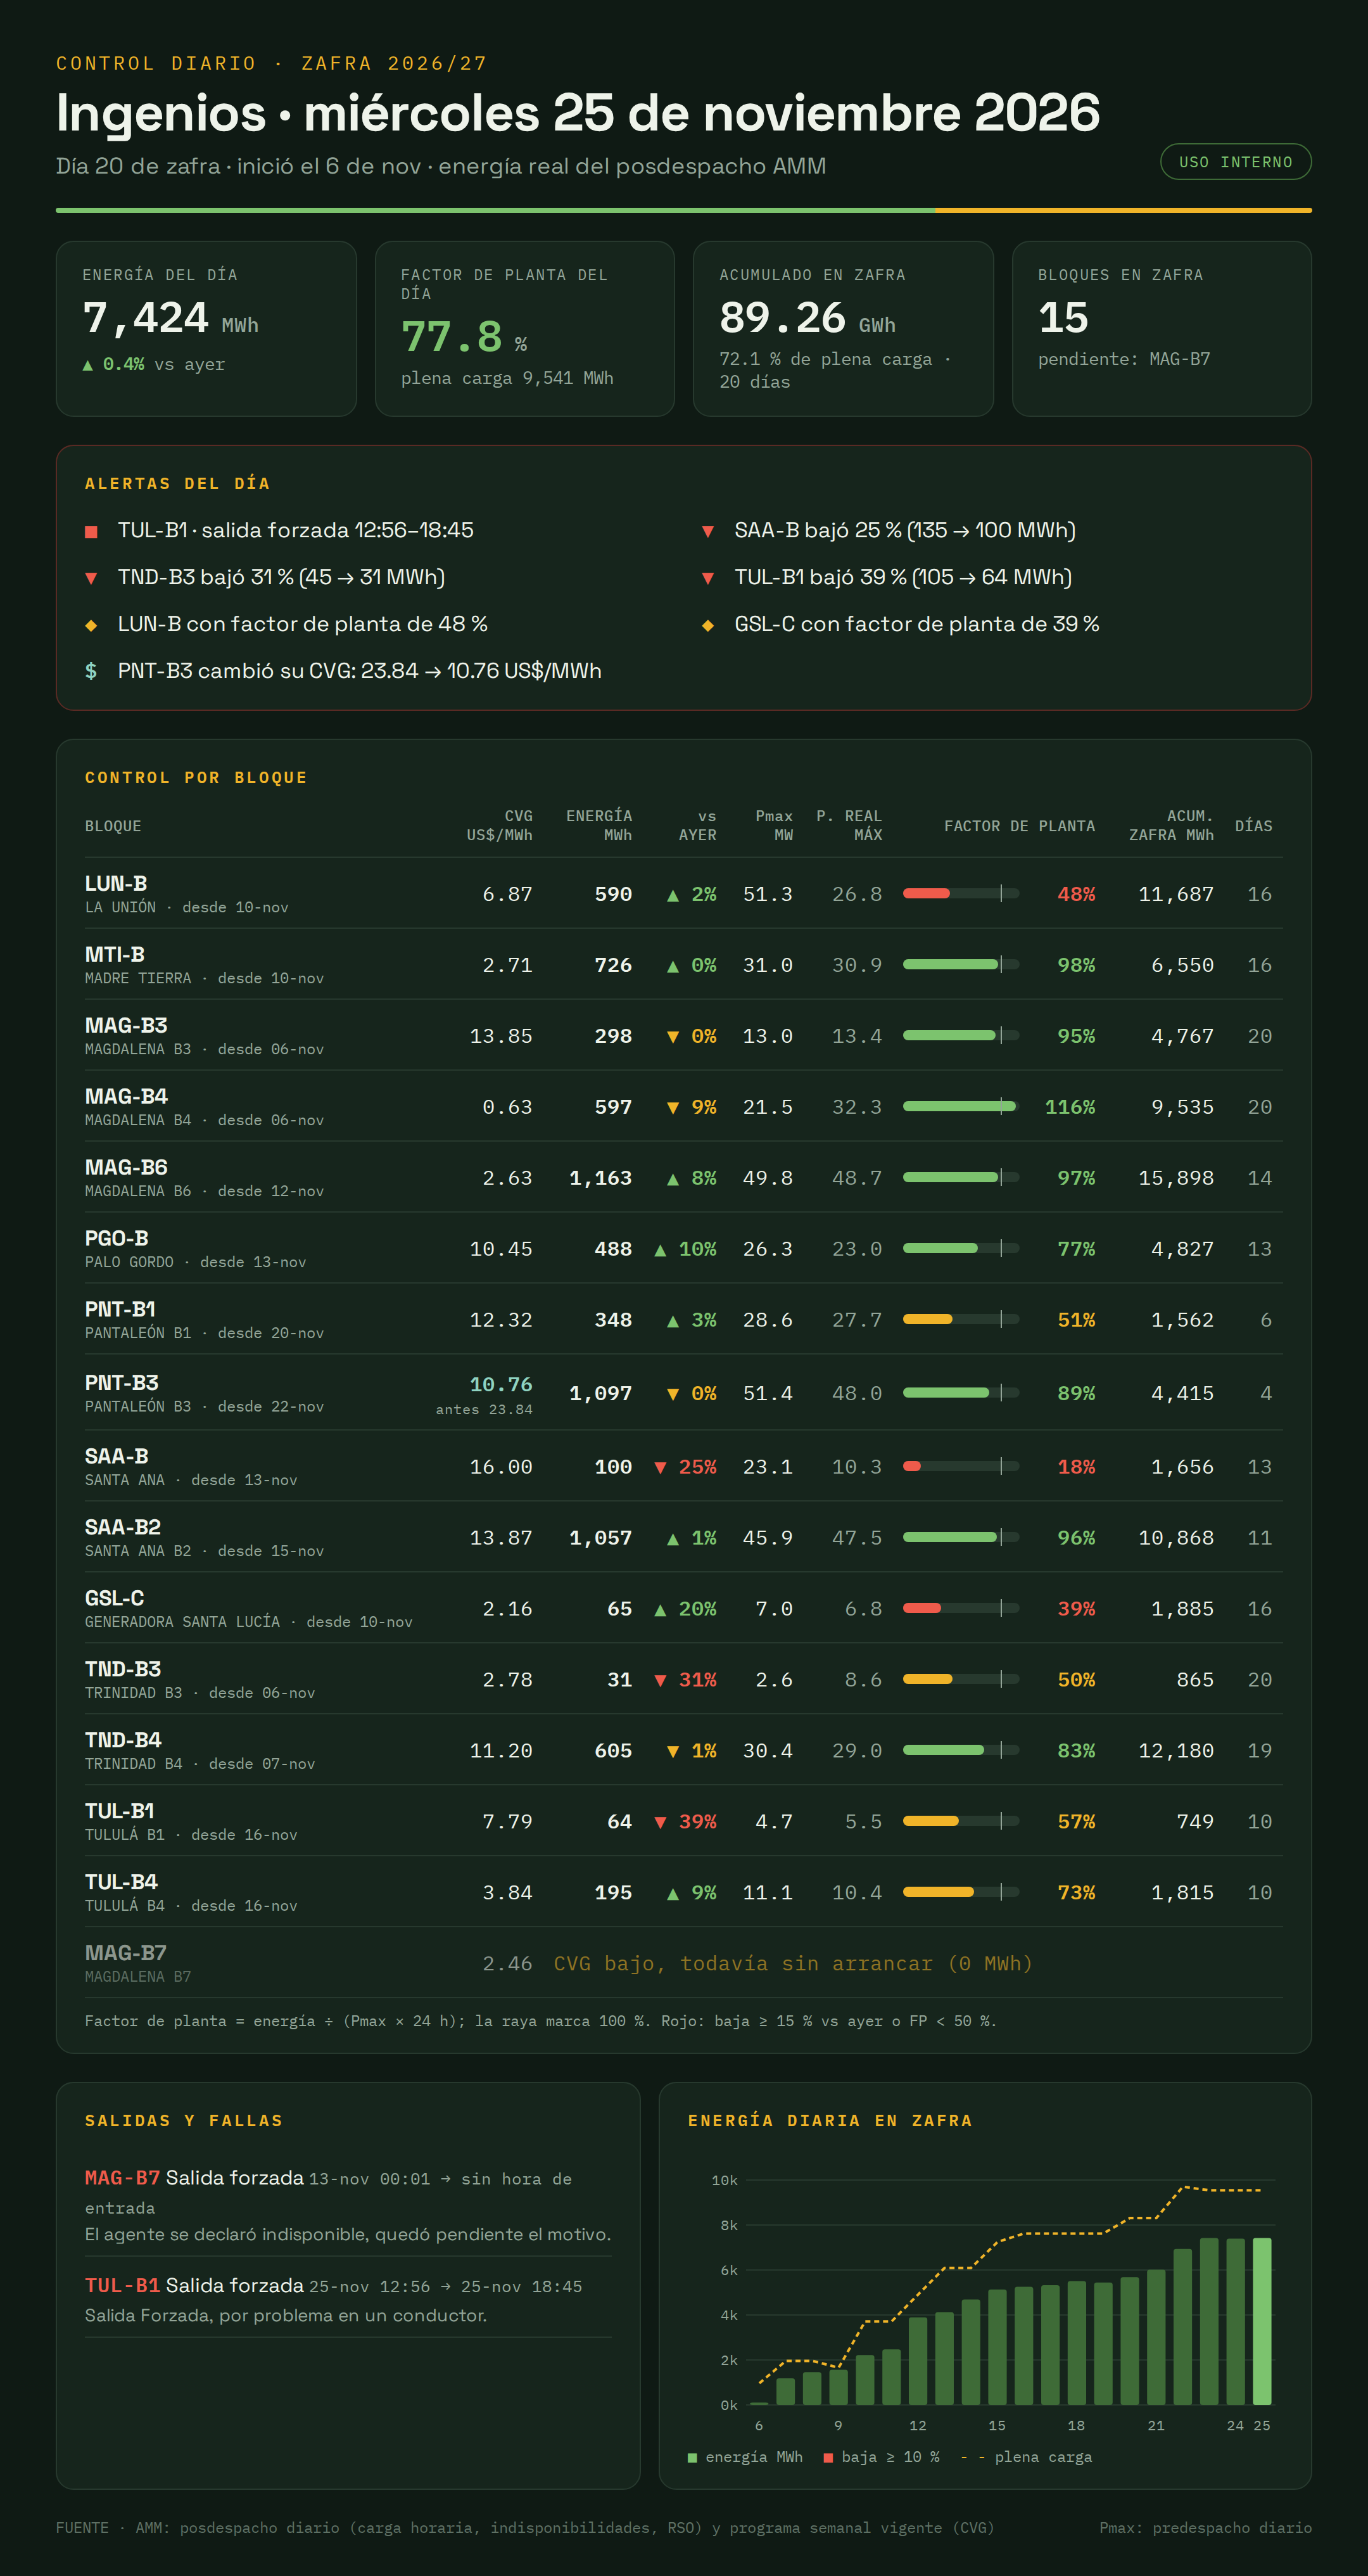 CONTROL DIARIO · ZAFRA 2026/27
Ingenios · miércoles 25 de noviembre 2026
Día 20 de zafra · inició el 6 de nov · energía real del posdespacho AMM
USO INTERNO
ENERGÍA DEL DÍA
7,424 MWh
▲ 0.4% vs ayer
FACTOR DE PLANTA DEL
DÍA
77.8 %
plena carga 9,541 MWh
ACUMULADO EN ZAFRA
89.26 GWh
72.1 % de plena carga ·
20 días
BLOQUES EN ZAFRA
15
pendiente: MAG-B7
ALERTAS DEL DÍA
■ TUL-B1 · salida forzada 12:56–18:45
▼ SAA-B bajó 25 % (135 → 100 MWh)
▼ TND-B3 bajó 31 % (45 → 31 MWh)
▼ TUL-B1 bajó 39 % (105 → 64 MWh)
◆ LUN-B con factor de planta de 48 %
◆ GSL-C con factor de planta de 39 %
$ PNT-B3 cambió su CVG: 23.84 → 10.76 US$/MWh
CONTROL POR BLOQUE
BLOQUE CVG US$/MWh ENERGÍA MWh vs AYER Pmax MW P. REAL MÁX FACTOR DE PLANTA ACUM. ZAFRA MWh DÍAS
LUN-B 6.87 590 ▲ 2% 51.3 26.8 48% 11,687 16
LA UNIÓN · desde 10-nov
MTI-B 2.71 726 ▲ 0% 31.0 30.9 98% 6,550 16
MADRE TIERRA · desde 10-nov
MAG-B3 13.85 298 ▼ 0% 13.0 13.4 95% 4,767 20
MAGDALENA B3 · desde 06-nov
MAG-B4 0.63 597 ▼ 9% 21.5 32.3 116% 9,535 20
MAGDALENA B4 · desde 06-nov
MAG-B6 2.63 1,163 ▲ 8% 49.8 48.7 97% 15,898 14
MAGDALENA B6 · desde 12-nov
PGO-B 10.45 488 ▲ 10% 26.3 23.0 77% 4,827 13
PALO GORDO · desde 13-nov
PNT-B1 12.32 348 ▲ 3% 28.6 27.7 51% 1,562 6
PANTALEÓN B1 · desde 20-nov
PNT-B3 10.76 1,097 ▼ 0% 51.4 48.0 89% 4,415 4
PANTALEÓN B3 · desde 22-nov antes 23.84
SAA-B 16.00 100 ▼ 25% 23.1 10.3 18% 1,656 13
SANTA ANA · desde 13-nov
SAA-B2 13.87 1,057 ▲ 1% 45.9 47.5 96% 10,868 11
SANTA ANA B2 · desde 15-nov
GSL-C 2.16 65 ▲ 20% 7.0 6.8 39% 1,885 16
GENERADORA SANTA LUCÍA · desde 10-nov
TND-B3 2.78 31 ▼ 31% 2.6 8.6 50% 865 20
TRINIDAD B3 · desde 06-nov
TND-B4 11.20 605 ▼ 1% 30.4 29.0 83% 12,180 19
TRINIDAD B4 · desde 07-nov
TUL-B1 7.79 64 ▼ 39% 4.7 5.5 57% 749 10
TULULÁ B1 · desde 16-nov
TUL-B4 3.84 195 ▲ 9% 11.1 10.4 73% 1,815 10
TULULÁ B4 · desde 16-nov
MAG-B7 2.46 CVG bajo, todavía sin arrancar (0 MWh)
MAGDALENA B7
Factor de planta = energía ÷ (Pmax × 24 h); la raya marca 100 %. Rojo: baja ≥ 15 % vs ayer o FP < 50 %.
SALIDAS Y FALLAS
MAG-B7 Salida forzada 13-nov 00:01 → sin hora de
entrada
El agente se declaró indisponible, quedó pendiente el motivo.
TUL-B1 Salida forzada 25-nov 12:56 → 25-nov 18:45
Salida Forzada, por problema en un conductor.
ENERGÍA DIARIA EN ZAFRA
10k
8k
6k
4k
2k
0k
6 9 12 15 18 21 24 25
■ energía MWh ■ baja ≥ 10 % - - plena carga
FUENTE · AMM: posdespacho diario (carga horaria, indisponibilidades, RSO) y programa semanal vigente (CVG)
Pmax: predespacho diario